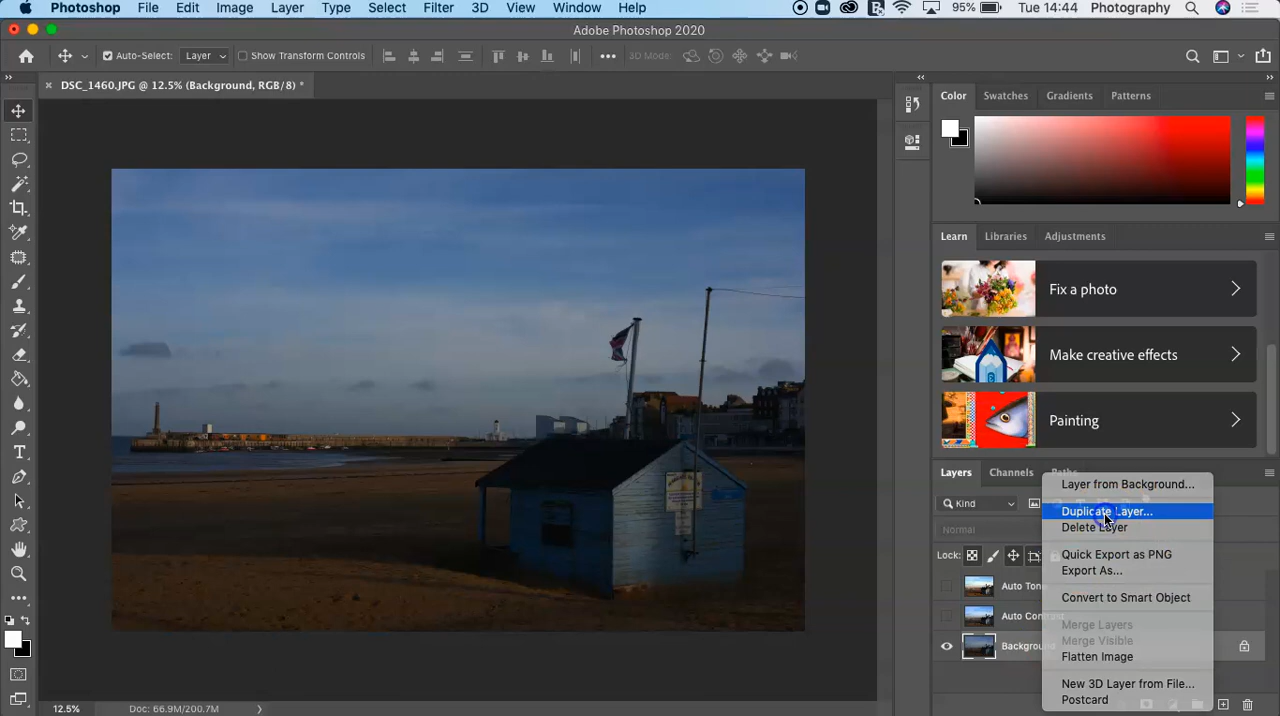 Photoshop File Edit Image Layer Type Select Filter 3D View Window Help 95% Tue 14:44 Photography
Adobe Photoshop 2020
Auto-Select: Layer Show Transform Controls 3D Mode:
DSC_1460.JPG @ 12.5% (Background, RGB/8) *
Color Swatches Gradients Patterns
Learn Libraries Adjustments
Fix a photo
Make creative effects
Painting
Layers Channels Paths
Layer from Background...
Kind
Duplicate Layer...
Normal
Delete Layer
Lock:
Quick Export as PNG
Export As...
Auto Ton
Convert to Smart Object
Auto Contr
Merge Layers
Merge Visible
Background
Flatten Image
New 3D Layer from File...
Postcard
12.5% Doc: 66.9M/200.7M